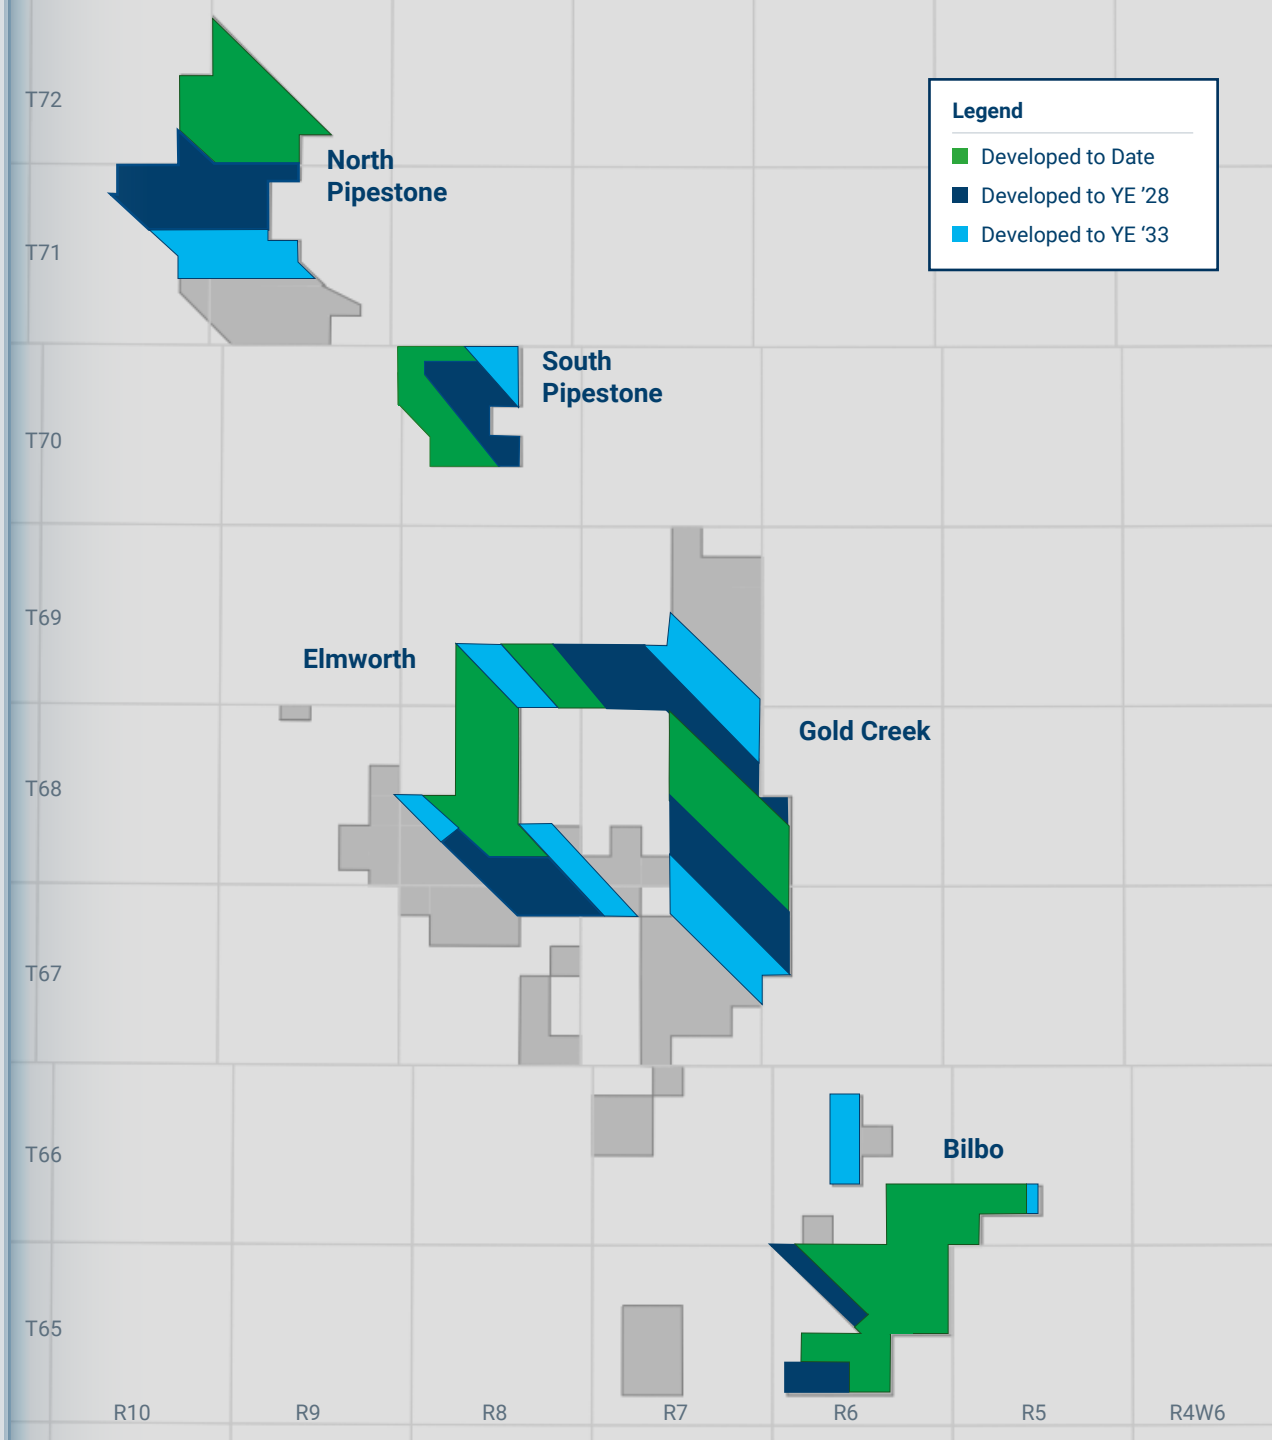 T72
Legend
Developed to Date
North
Pipestone
Developed to YE ’28
Developed to YE ‘33
T71
South
Pipestone
T70
T69
Elmworth
Gold Creek
T68
T67
Bilbo
T66
T65
R10 R9 R8 R7 R6 R5 R4W6